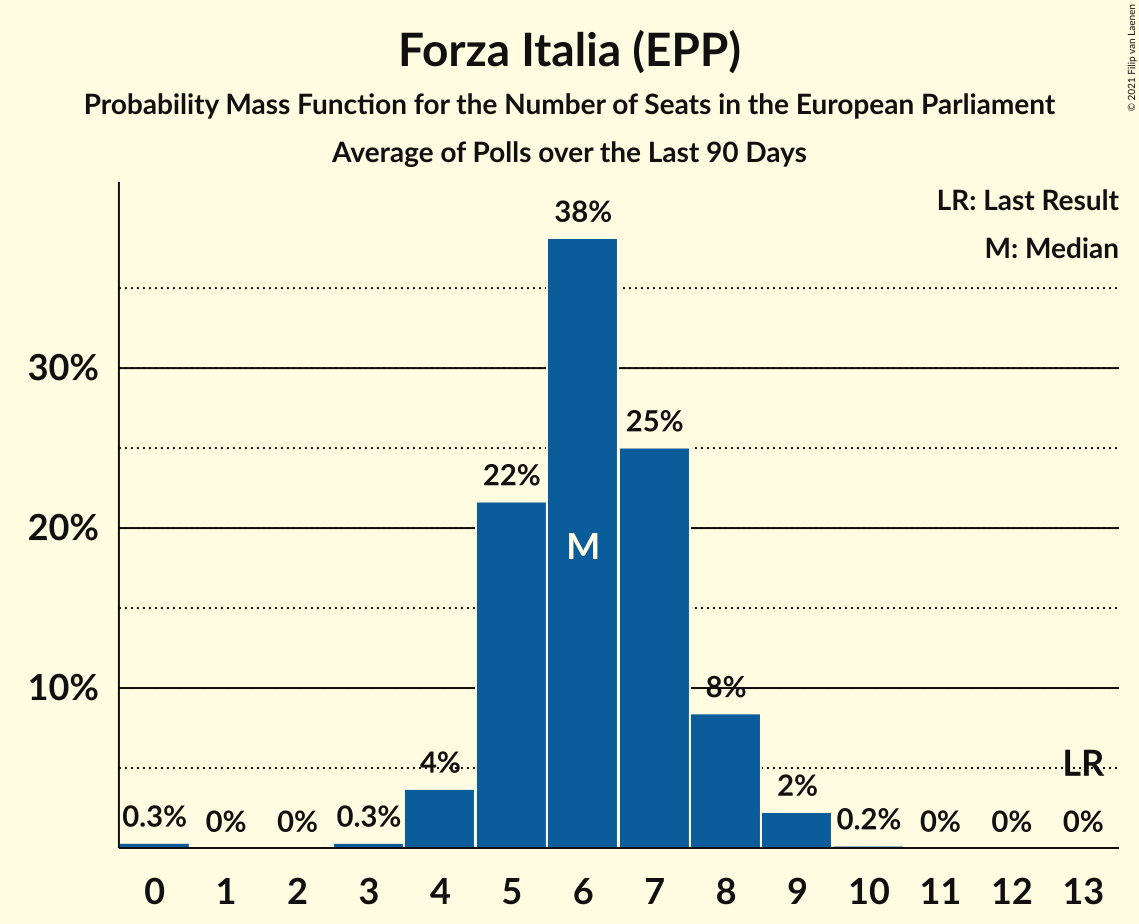 Forza Italia (EPP)
Probability Mass Function for the Number of Seats in the European Parliament
Average of Polls over the Last 90 Days
© 2021 Filip van Laenen
LR: Last Result
M: Median
38%
30%
25%
22%
20%
M
10%
8%
4%
LR
2%
0.3% 0% 0% 0.3% 0.2% 0% 0% 0%
0 1 2 3 4 5 6 7 8 9 10 11 12 13